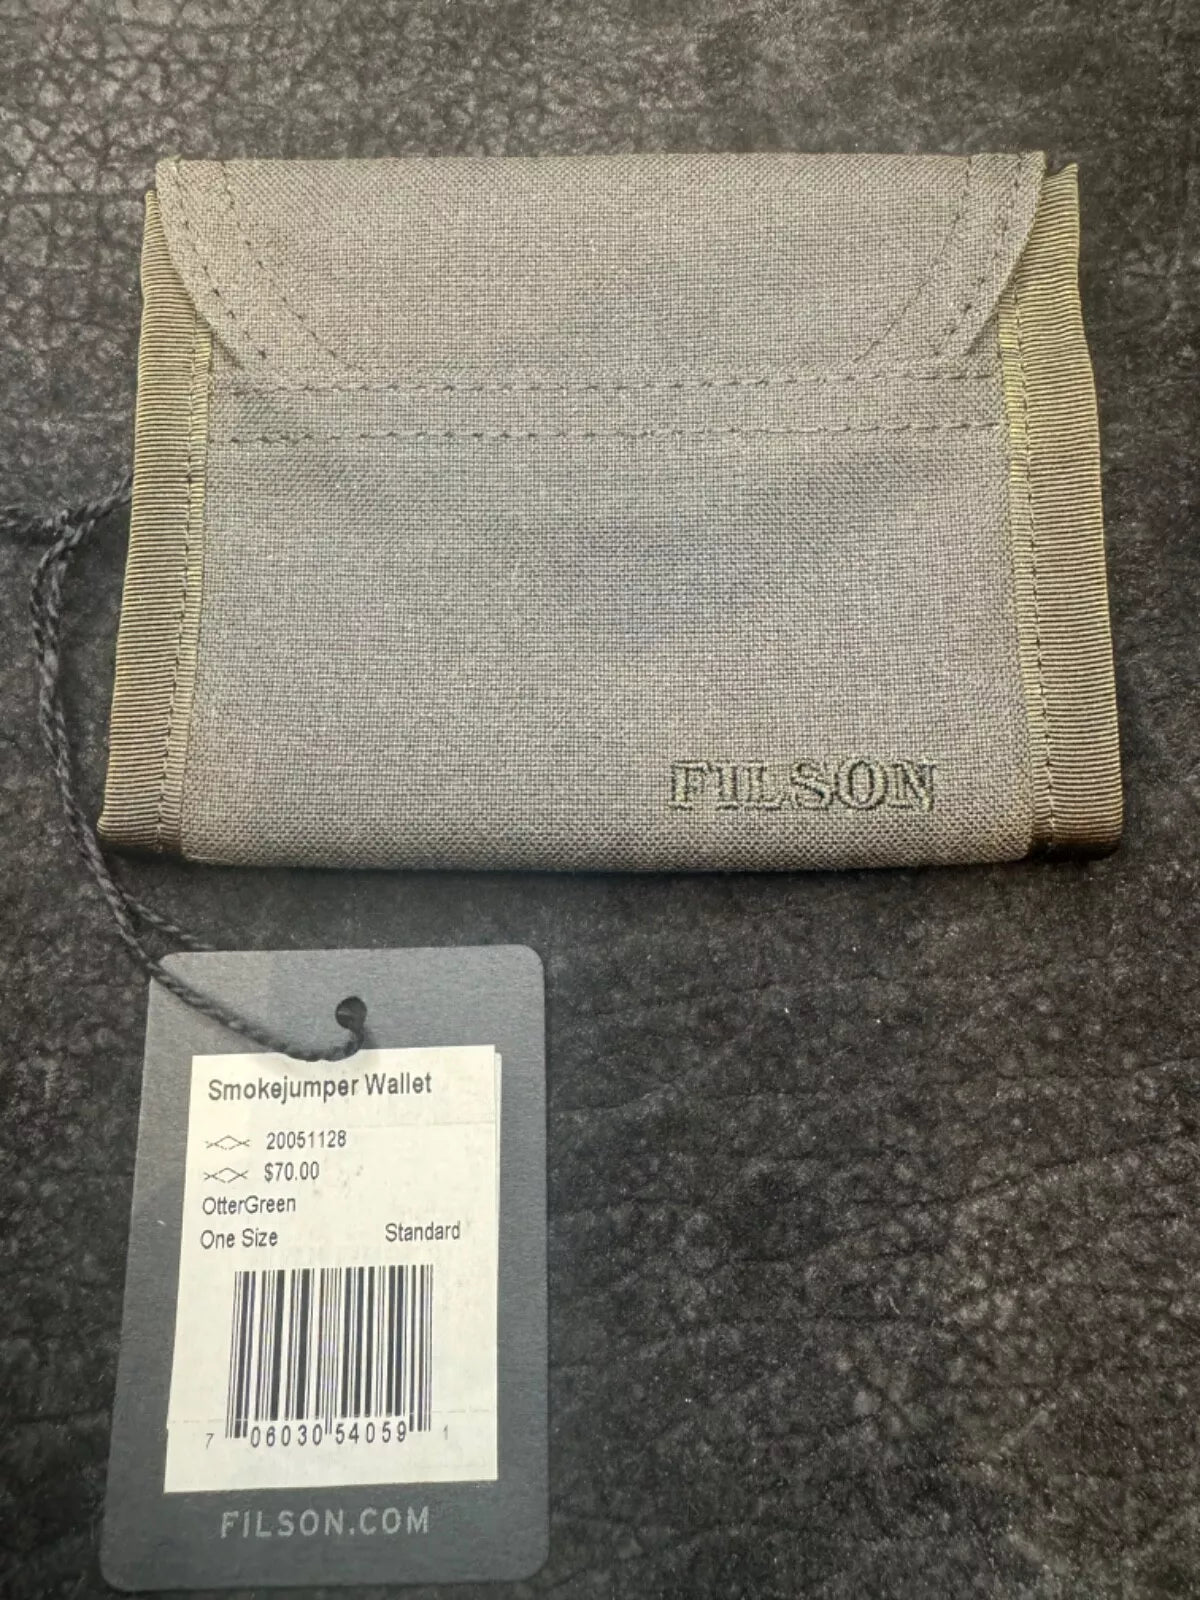 FILSON
Smokejumper Wallet
20051128
$70.00
OtterGreen
One Size Standard
7 06030 54059 1
FILSON.COM